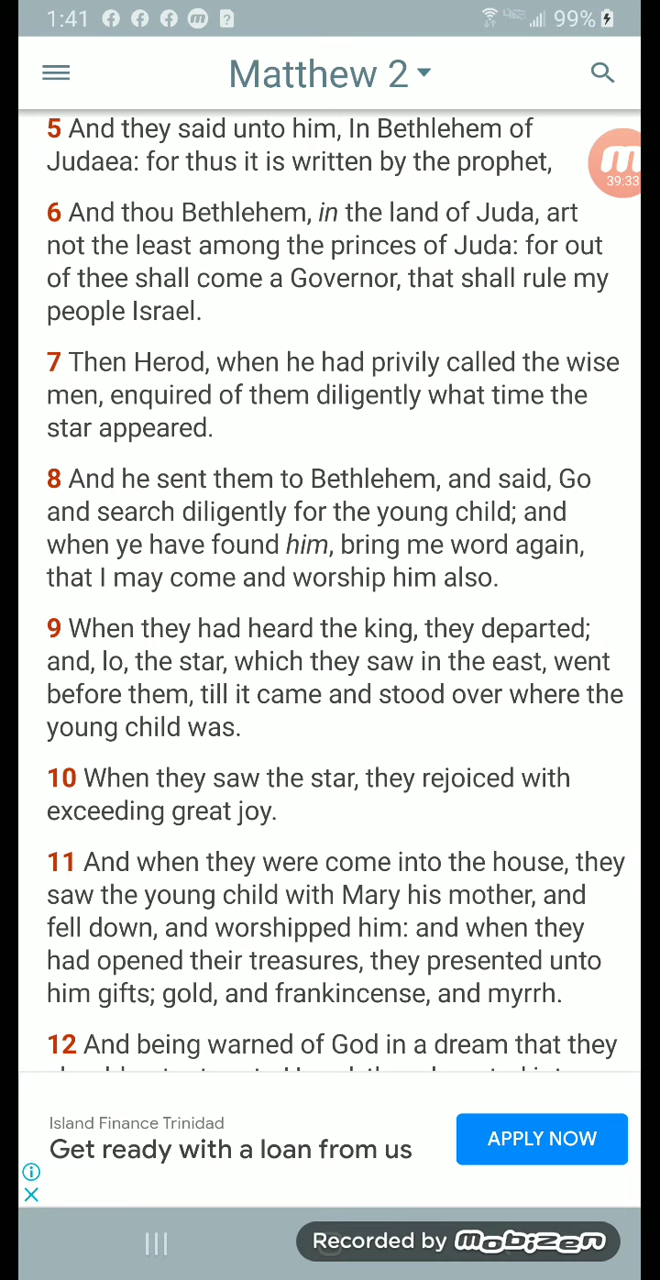 1:41
99%
Matthew 2
5 And they said unto him, In Bethlehem of
Judaea: for thus it is written by the prophet,
39:33
6 And thou Bethlehem, in the land of Juda, art
not the least among the princes of Juda: for out
of thee shall come a Governor, that shall rule my
people Israel.
7 Then Herod, when he had privily called the wise
men, enquired of them diligently what time the
star appeared.
8 And he sent them to Bethlehem, and said, Go
and search diligently for the young child; and
when ye have found him, bring me word again,
that I may come and worship him also.
9 When they had heard the king, they departed;
and, lo, the star, which they saw in the east, went
before them, till it came and stood over where the
young child was.
10 When they saw the star, they rejoiced with
exceeding great joy.
11 And when they were come into the house, they
saw the young child with Mary his mother, and
fell down, and worshipped him: and when they
had opened their treasures, they presented unto
him gifts; gold, and frankincense, and myrrh.
12 And being warned of God in a dream that they
Island Finance Trinidad
Get ready with a loan from us
APPLY NOW
Recorded by mobizen